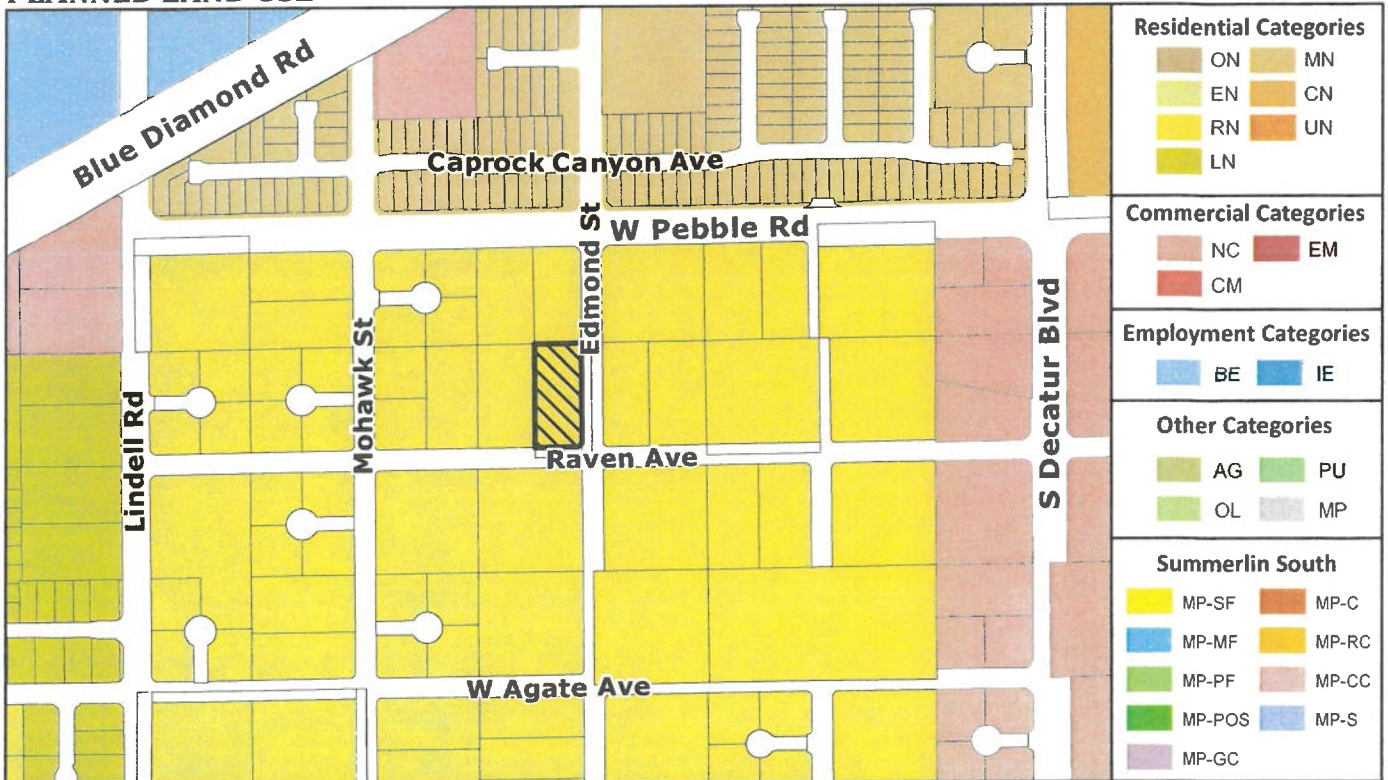 PLANNED LAND USE
Blue Diamond Rd
Caprock Canyon Ave
W Pebble Rd
Edmond St
Mohawk St
Lindell Rd
S Decatur Blvd
Raven Ave
W Agate Ave
Residential Categories
ON MN
EN CN
RN UN
LN
Commercial Categories
NC EM
CM
Employment Categories
BE IE
Other Categories
AG PU
OL MP
Summerlin South
MP-SF MP-C
MP-MF MP-RC
MP-PF MP-CC
MP-POS MP-S
MP-GC